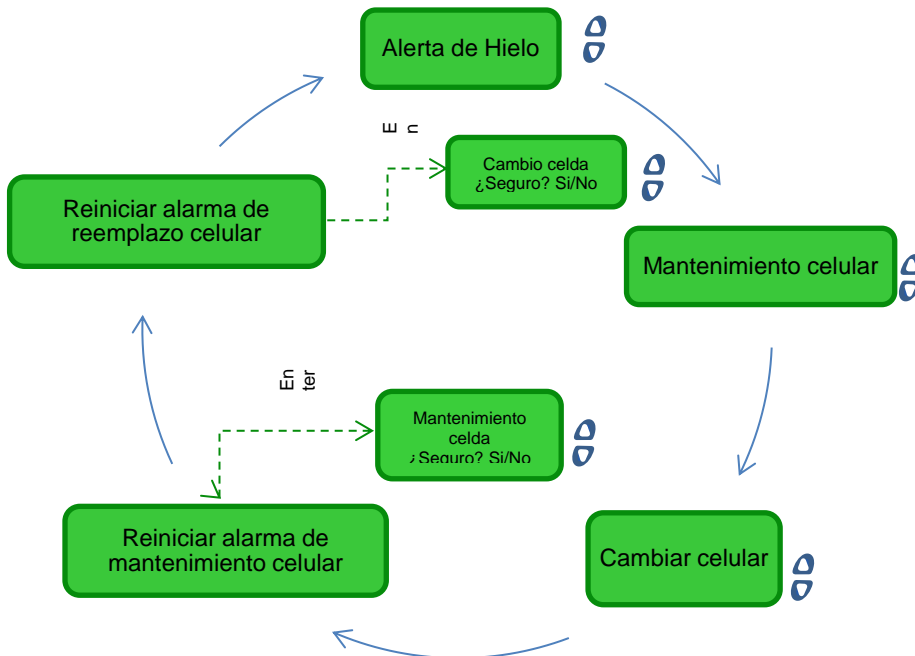 Alerta de Hielo
E
n
Cambio celda
¿Seguro? Si/No
Reiniciar alarma de
reemplazo celular
Mantenimiento celular
En
ter
Mantenimiento
celda
¿Seguro? Si/No
Reiniciar alarma de
mantenimiento celular
Cambiar celular